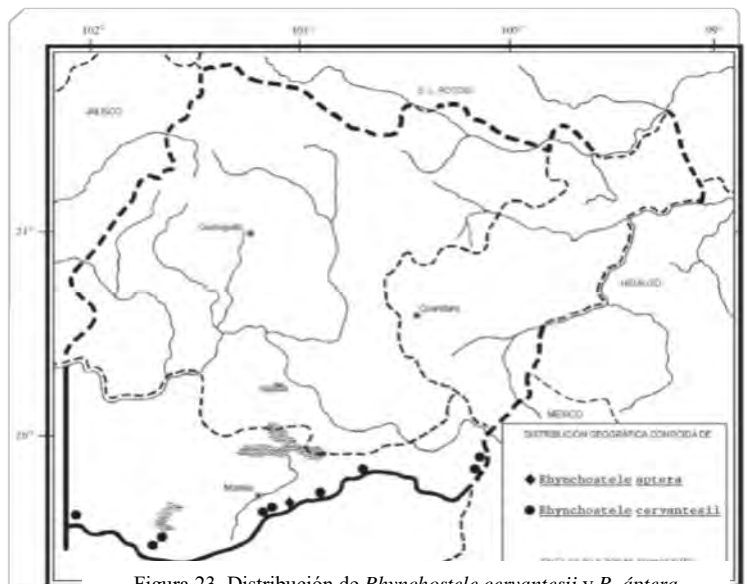 102° 101° 100° 99°
JALISCO
S. L. POTOSI
21°
Guanajuato
HIDALGO
Querétaro
20°
MEXICO
DISTRIBUCIÓN GEOGRÁFICA CONOCIDA DE
Morelia
Rhynchostele aptera
Rhynchostele cervantesii
Figura 23. Distribución de Rhynchostele cervantesii y R. áptera